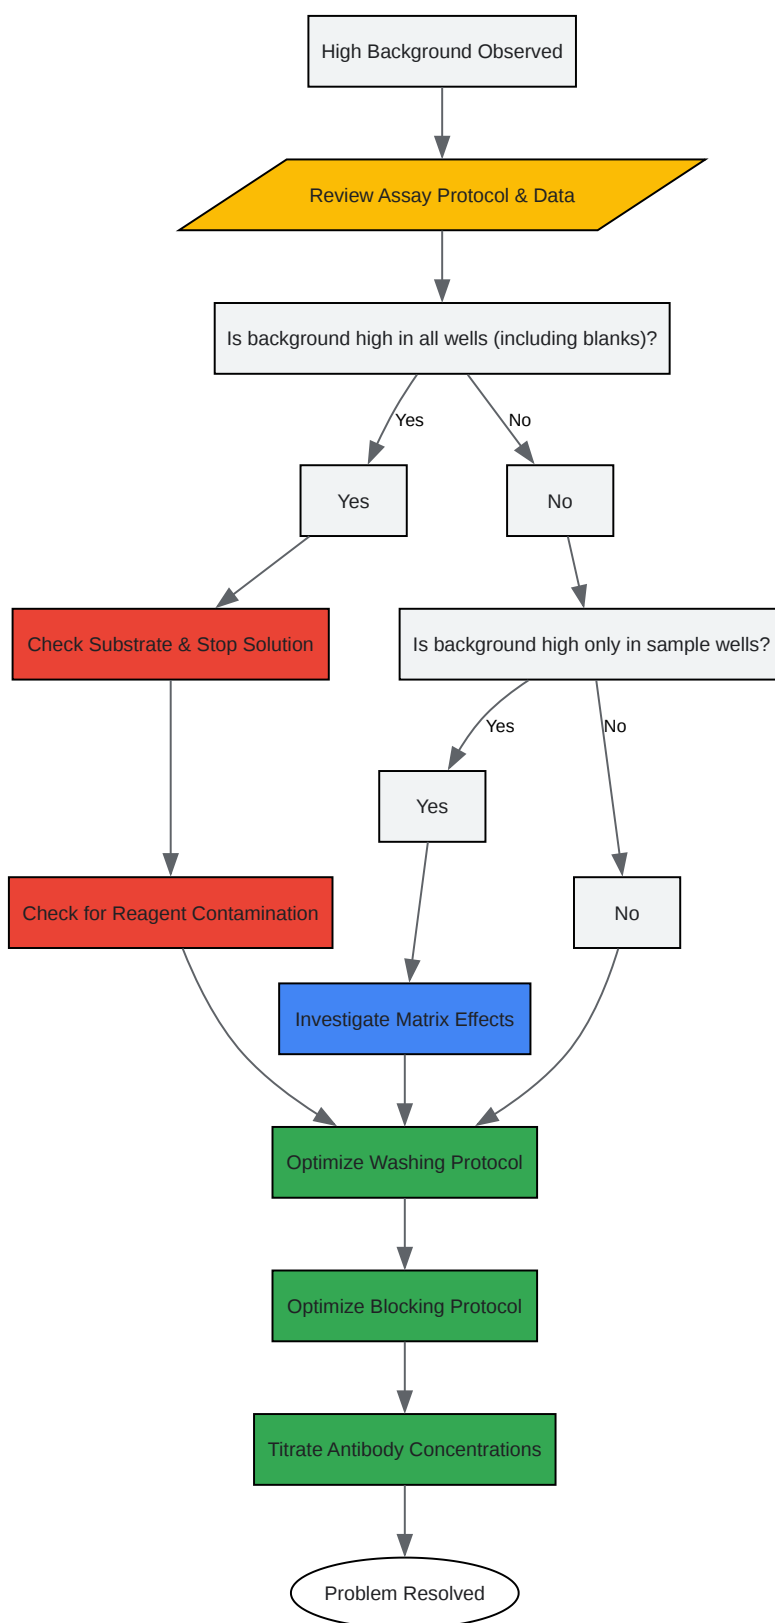 High Background Observed
Review Assay Protocol & Data
Is background high in all wells (including blanks)?
Yes
No
Yes
No
Check Substrate & Stop Solution
Is background high only in sample wells?
Yes
No
Yes
Check for Reagent Contamination
No
Investigate Matrix Effects
Optimize Washing Protocol
Optimize Blocking Protocol
Titrate Antibody Concentrations
Problem Resolved